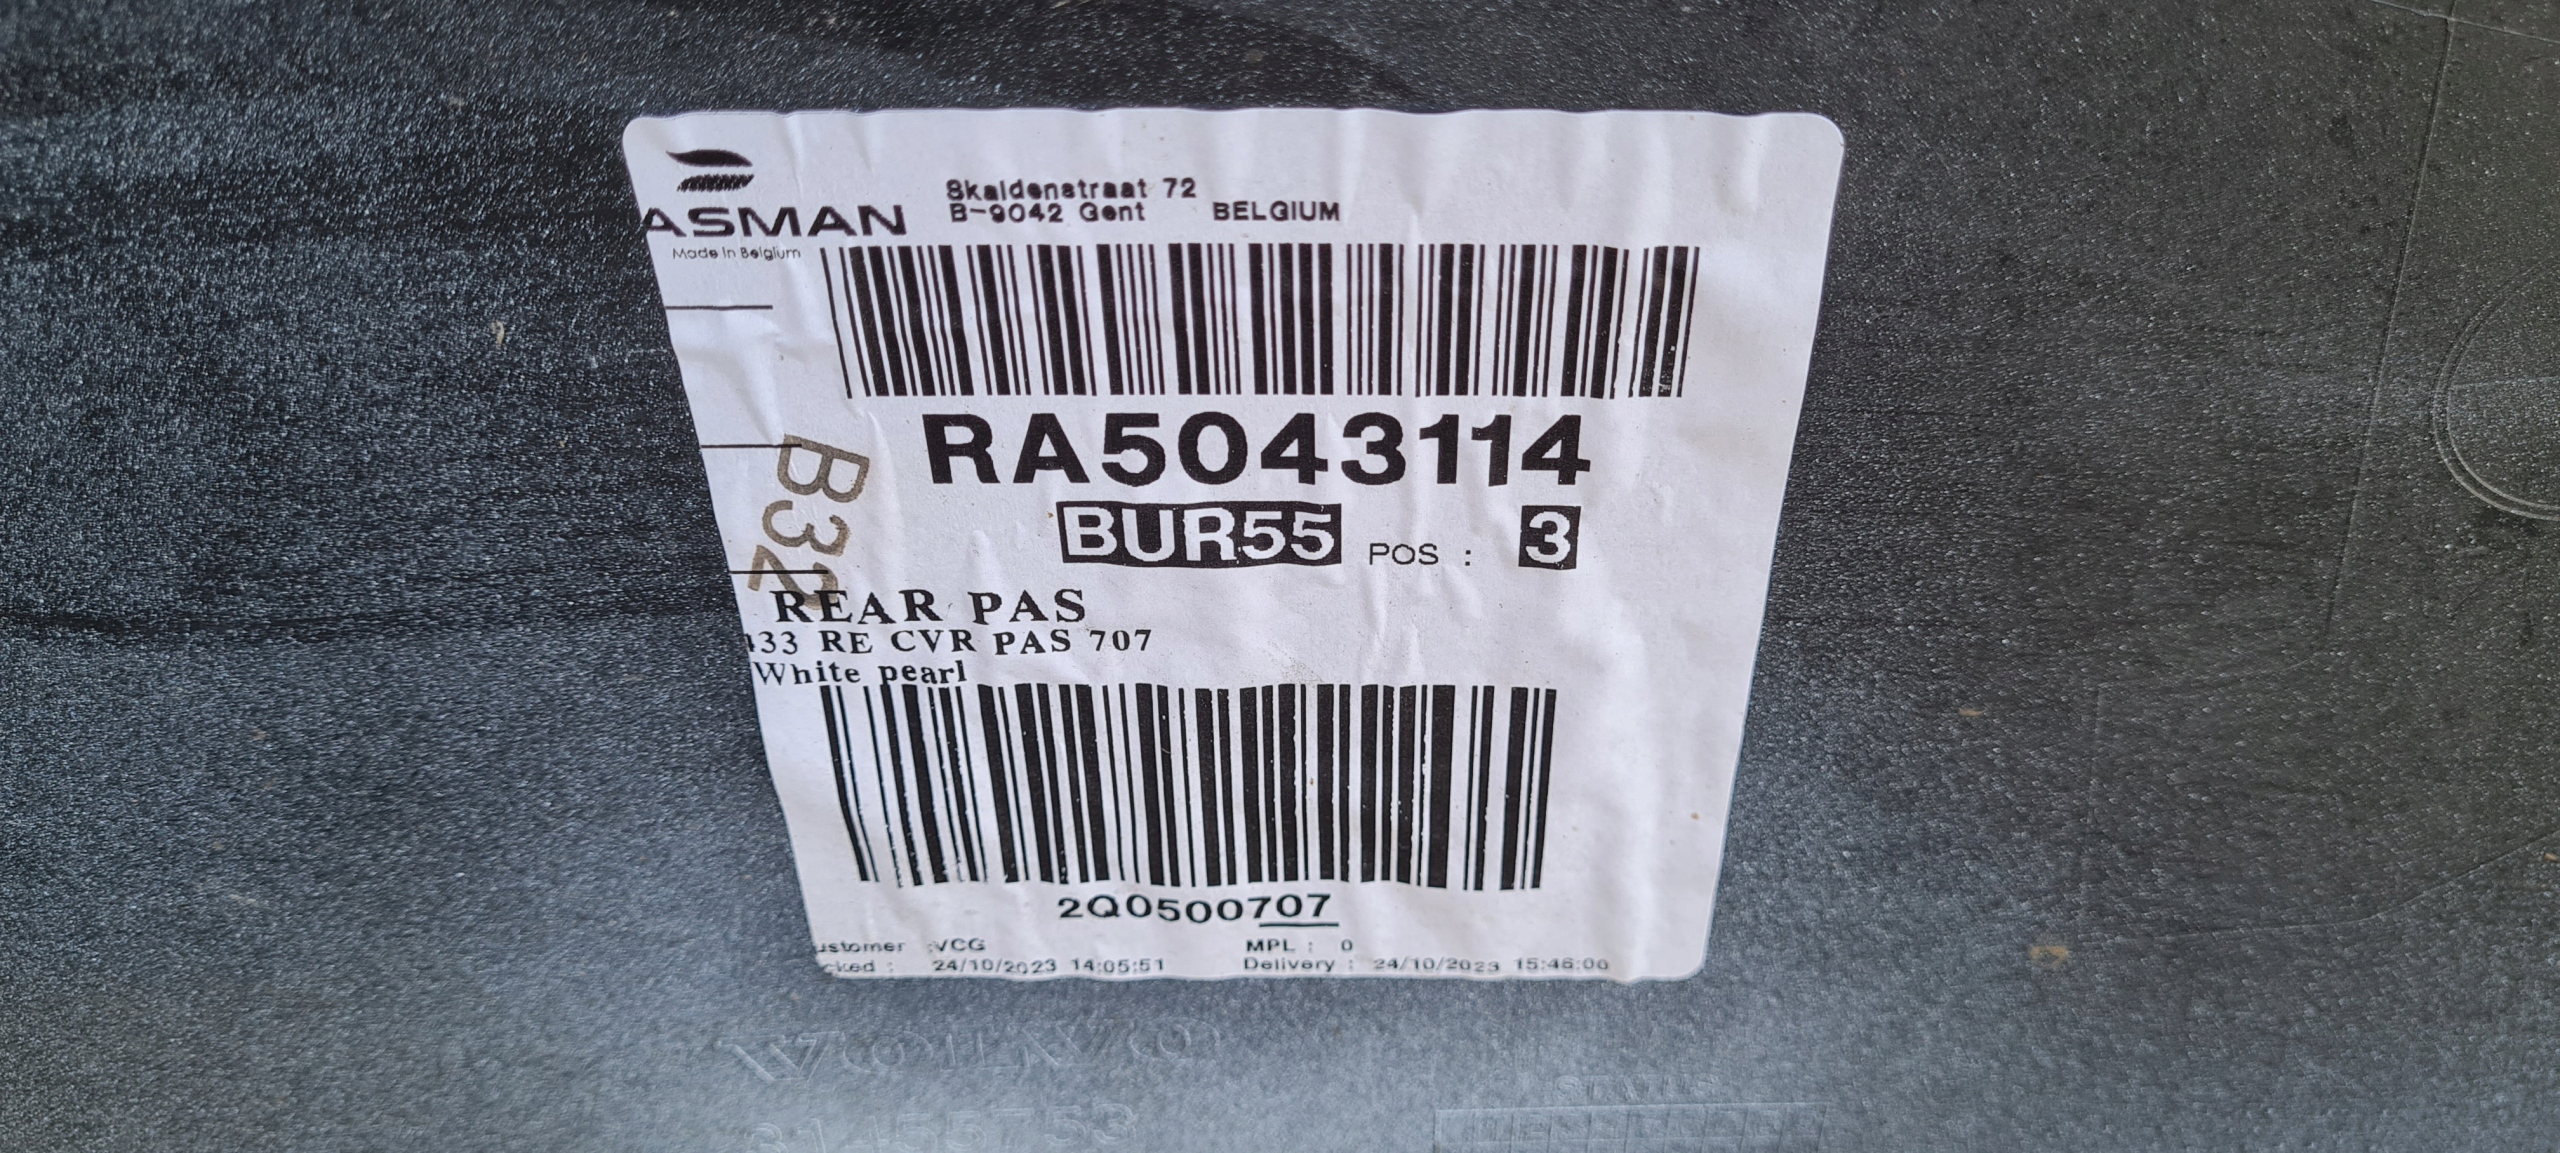 ASMAN
Made In Belgium
Skaldenstraat 72
B-9042 Gent BELGIUM
RA5043114
BUR55 POS : 3
B32
REAR PAS
433 RE CVR PAS 707
White pearl
2Q0500707
ustomer :VCG MPL : 0
cked : 24/10/2023 14:05:51 Delivery : 24/10/2023 15:46:00
VOLVO
31455753